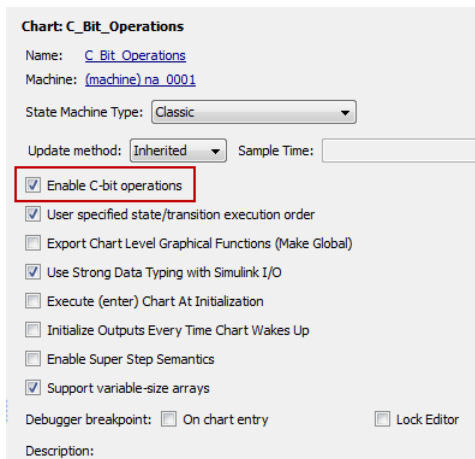 Chart: C_Bit_Operations
Name: C_Bit_Operations
Machine: (machine) na_0001
State Machine Type: Classic
Update method: Inherited Sample Time:
Enable C-bit operations
User specified state/transition execution order
Export Chart Level Graphical Functions (Make Global)
Use Strong Data Typing with Simulink I/O
Execute (enter) Chart At Initialization
Initialize Outputs Every Time Chart Wakes Up
Enable Super Step Semantics
Support variable-size arrays
Debugger breakpoint: On chart entry Lock Editor
Description: